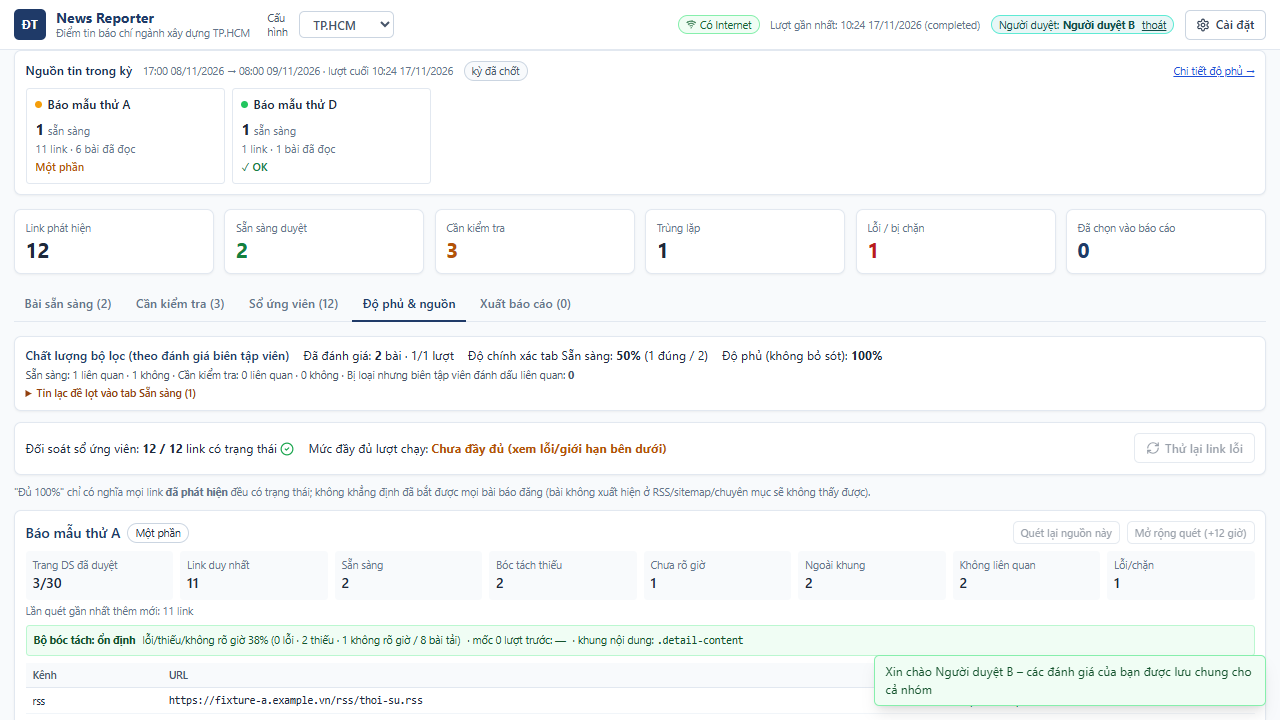 ĐT
News Reporter
Điểm tin báo chí ngành xây dựng TP.HCM
Cấu hình
TP.HCM
Có Internet
Lượt gần nhất: 10:24 17/11/2026 (completed)
Người duyệt: Người duyệt B thoát
Cài đặt
Nguồn tin trong kỳ 17:00 08/11/2026 → 08:00 09/11/2026 · lượt cuối 10:24 17/11/2026 kỳ đã chốt
Chi tiết độ phủ →
Báo mẫu thử A
1 sẵn sàng
11 link · 6 bài đã đọc
Một phần
Báo mẫu thử D
1 sẵn sàng
1 link · 1 bài đã đọc
✓ OK
Link phát hiện
12
Sẵn sàng duyệt
2
Cần kiểm tra
3
Trùng lặp
1
Lỗi / bị chặn
1
Đã chọn vào báo cáo
0
Bài sẵn sàng (2) Cần kiểm tra (3) Sổ ứng viên (12) Độ phủ & nguồn Xuất báo cáo (0)
Chất lượng bộ lọc (theo đánh giá biên tập viên) Đã đánh giá: 2 bài · 1/1 lượt Độ chính xác tab Sẵn sàng: 50% (1 đúng / 2) Độ phủ (không bỏ sót): 100%
Sẵn sàng: 1 liên quan · 1 không · Cần kiểm tra: 0 liên quan · 0 không · Bị loại nhưng biên tập viên đánh dấu liên quan: 0
▶ Tin lạc đề lọt vào tab Sẵn sàng (1)
Đối soát sổ ứng viên: 12 / 12 link có trạng thái Mức đầy đủ lượt chạy: Chưa đầy đủ (xem lỗi/giới hạn bên dưới)
Thử lại link lỗi
"Đủ 100%" chỉ có nghĩa mọi link đã phát hiện đều có trạng thái; không khẳng định đã bắt được mọi bài báo đăng (bài không xuất hiện ở RSS/sitemap/chuyên mục sẽ không thấy được).
Báo mẫu thử A Một phần
Quét lại nguồn này
Mở rộng quét (+12 giờ)
Trang DS đã duyệt
3/30
Link duy nhất
11
Sẵn sàng
2
Bóc tách thiếu
2
Chưa rõ giờ
1
Ngoài khung
2
Không liên quan
2
Lỗi/chặn
1
Lần quét gần nhất thêm mới: 11 link
Bộ bóc tách: ổn định lỗi/thiếu/không rõ giờ 38% (0 lỗi · 2 thiếu · 1 không rõ giờ / 8 bài tải) · mốc 0 lượt trước: — · khung nội dung: .detail-content
Kênh URL
rss https://fixture-a.example.vn/rss/thoi-su.rss
Xin chào Người duyệt B – các đánh giá của bạn được lưu chung cho
cả nhóm